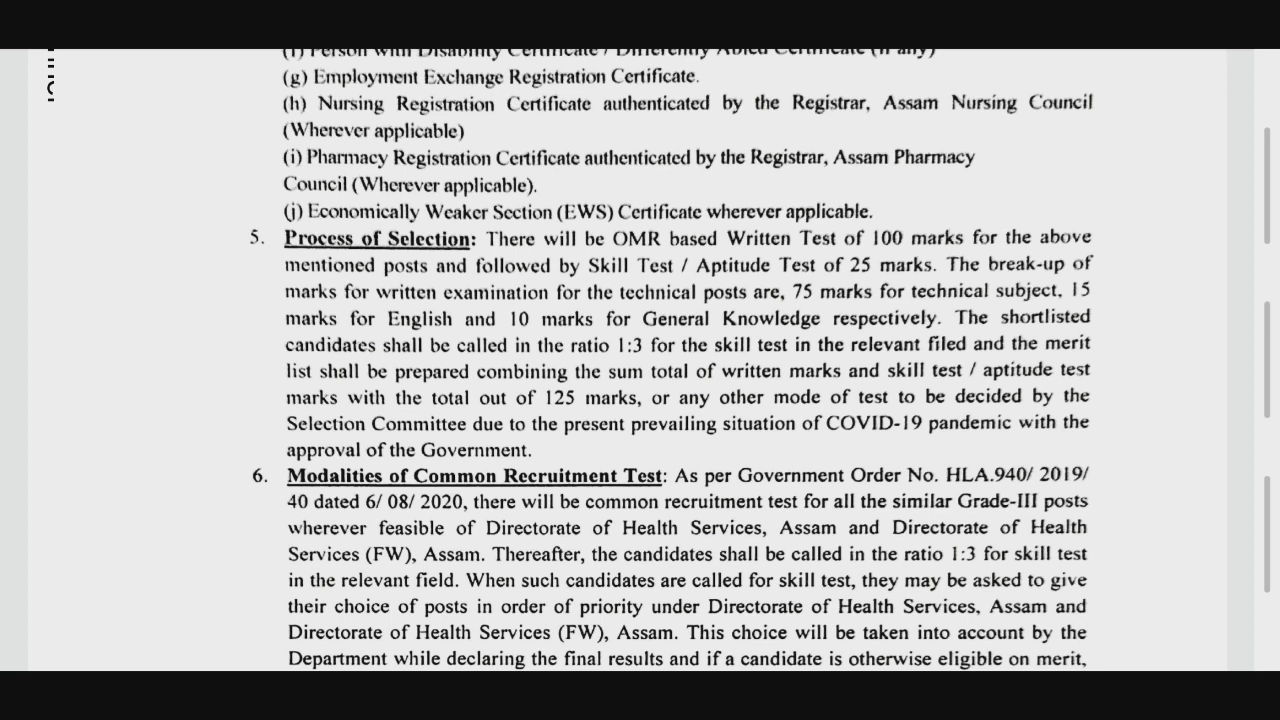 (f) Person with Disability Certificate / Differently Abled Certificate (if any)
(g) Employment Exchange Registration Certificate.
(h) Nursing Registration Certificate authenticated by the Registrar, Assam Nursing Council
(Wherever applicable)
(i) Pharmacy Registration Certificate authenticated by the Registrar, Assam Pharmacy
Council (Wherever applicable).
(j) Economically Weaker Section (EWS) Certificate wherever applicable.
5. Process of Selection: There will be OMR based Written Test of 100 marks for the above
mentioned posts and followed by Skill Test / Aptitude Test of 25 marks. The break-up of
marks for written examination for the technical posts are, 75 marks for technical subject, 15
marks for English and 10 marks for General Knowledge respectively. The shortlisted
candidates shall be called in the ratio 1:3 for the skill test in the relevant filed and the merit
list shall be prepared combining the sum total of written marks and skill test / aptitude test
marks with the total out of 125 marks, or any other mode of test to be decided by the
Selection Committee due to the present prevailing situation of COVID-19 pandemic with the
approval of the Government.
6. Modalities of Common Recruitment Test: As per Government Order No. HLA.940/ 2019/
40 dated 6/ 08/ 2020, there will be common recruitment test for all the similar Grade-III posts
wherever feasible of Directorate of Health Services, Assam and Directorate of Health
Services (FW), Assam. Thereafter, the candidates shall be called in the ratio 1:3 for skill test
in the relevant field. When such candidates are called for skill test, they may be asked to give
their choice of posts in order of priority under Directorate of Health Services, Assam and
Directorate of Health Services (FW), Assam. This choice will be taken into account by the
Department while declaring the final results and if a candidate is otherwise eligible on merit,